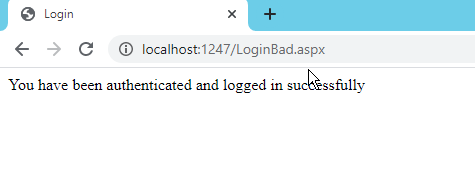 Login
localhost:1247/LoginBad.aspx
You have been authenticated and logged in successfully